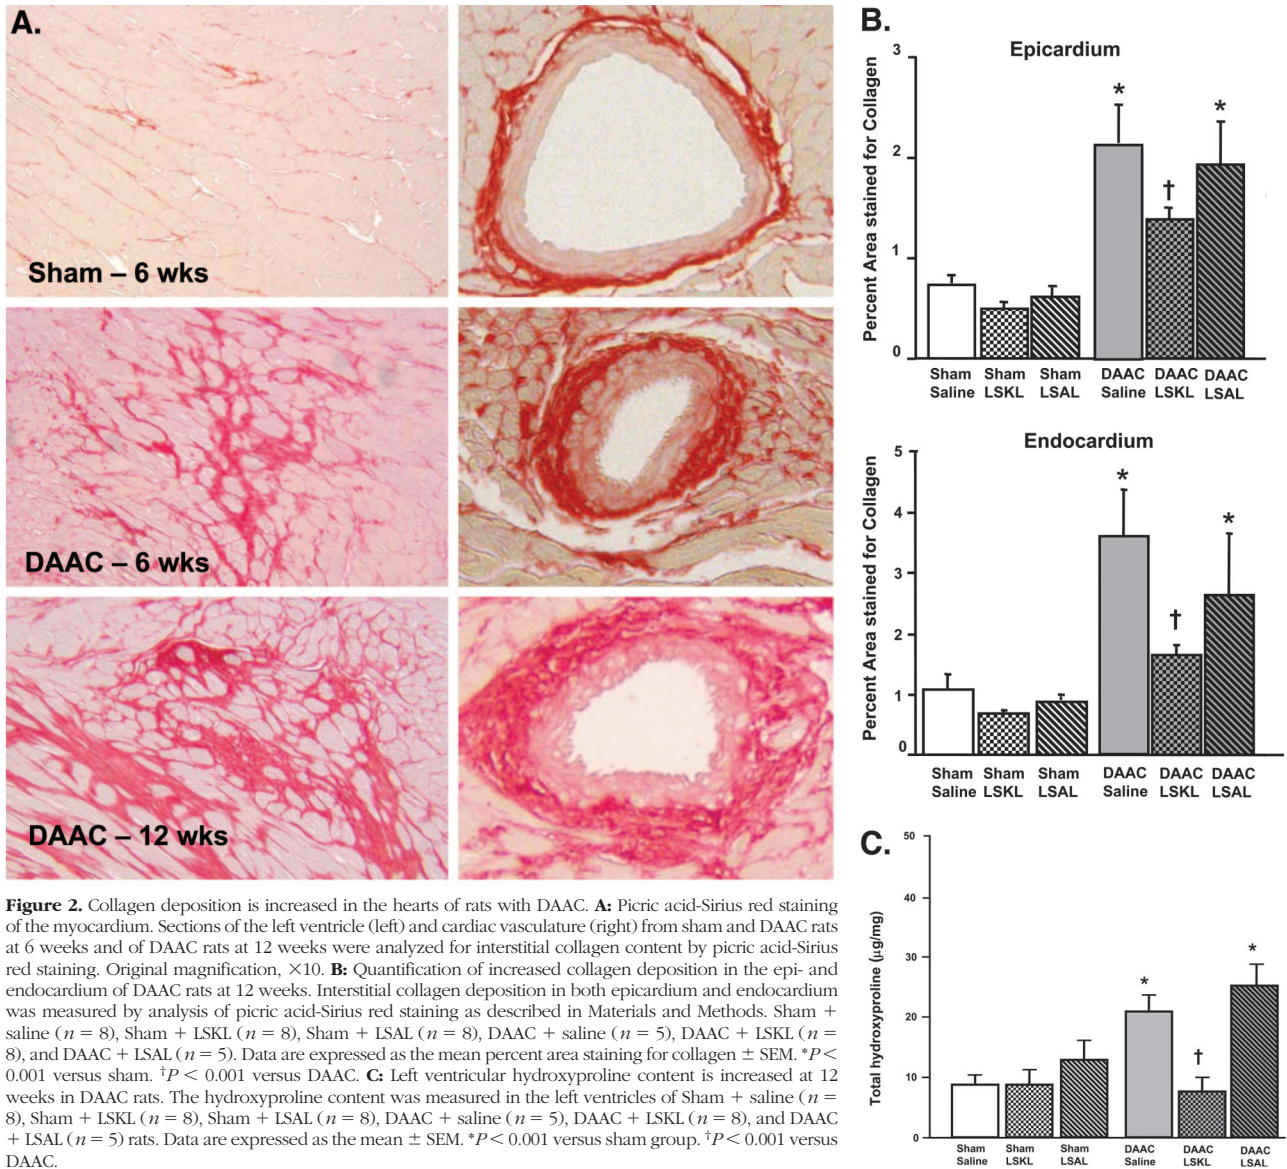 A.
Sham – 6 wks
DAAC – 6 wks
DAAC – 12 wks
Figure 2. Collagen deposition is increased in the hearts of rats with DAAC. A: Picric acid-Sirius red staining
of the myocardium. Sections of the left ventricle (left) and cardiac vasculature (right) from sham and DAAC rats
at 6 weeks and of DAAC rats at 12 weeks were analyzed for interstitial collagen content by picric acid-Sirius
red staining. Original magnification, ×10. B: Quantification of increased collagen deposition in the epi- and
endocardium of DAAC rats at 12 weeks. Interstitial collagen deposition in both epicardium and endocardium
was measured by analysis of picric acid-Sirius red staining as described in Materials and Methods. Sham +
saline (n = 8), Sham + LSKL (n = 8), Sham + LSAL (n = 8), DAAC + saline (n = 5), DAAC + LSKL (n =
8), and DAAC + LSAL (n = 5). Data are expressed as the mean percent area staining for collagen ± SEM. *P <
0.001 versus sham. †P < 0.001 versus DAAC. C: Left ventricular hydroxyproline content is increased at 12
weeks in DAAC rats. The hydroxyproline content was measured in the left ventricles of Sham + saline (n =
8), Sham + LSKL (n = 8), Sham + LSAL (n = 8), DAAC + saline (n = 5), DAAC + LSKL (n = 8), and DAAC
+ LSAL (n = 5) rats. Data are expressed as the mean ± SEM. *P < 0.001 versus sham group. †P < 0.001 versus
DAAC.
B.
Epicardium
Percent Area stained for Collagen
3
2
1
0
*
†
*
Sham Sham Sham DAAC DAAC DAAC
Saline LSKL LSAL Saline LSKL LSAL
Endocardium
Percent Area Stained for Collagen
5
4
3
2
1
0
*
†
*
Sham Sham Sham DAAC DAAC DAAC
Saline LSKL LSAL Saline LSKL LSAL
C.
Total hydroxyproline (μg/mg)
50
40
30
20
10
0
*
†
*
Sham Sham Sham DAAC DAAC DAAC
Saline LSKL LSAL Saline LSKL LSAL